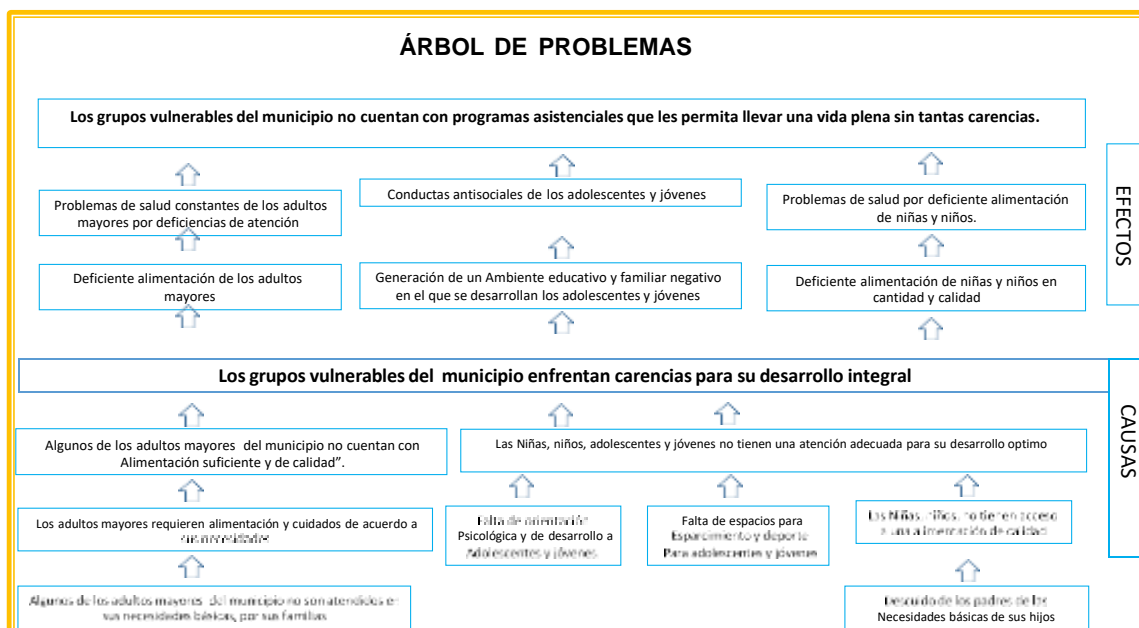 ÁRBOL DE PROBLEMAS
Los grupos vulnerables del municipio no cuentan con programas asistenciales que les permita llevar una vida plena sin tantas carencias.
Problemas de salud constantes de los adultos
mayores por deficiencias de atención
Conductas antisociales de los adolescentes y jóvenes
Problemas de salud por deficiente alimentación
de niñas y niños.
EFECTOS
Deficiente alimentación de los adultos
mayores
Generación de un Ambiente educativo y familiar negativo
en el que se desarrollan los adolescentes y jóvenes
Deficiente alimentación de niñas y niños en
cantidad y calidad
Los grupos vulnerables del municipio enfrentan carencias para su desarrollo integral
CAUSAS
Algunos de los adultos mayores del municipio no cuentan con
Alimentación suficiente y de calidad”.
Las Niñas, niños, adolescentes y jóvenes no tienen una atención adecuada para su desarrollo optimo
Los adultos mayores requieren alimentación y cuidados de acuerdo a
sus necesidades
Falta de orientación
Psicológica y de desarrollo a
Adolescentes y jóvenes
Falta de espacios para
Esparcimiento y deporte
Para adolescentes y jóvenes
Las Niñas, niños, no tienen acceso
a una alimentación de calidad
Algunos de los adultos mayores del municipio no son atendidos en
sus necesidades básicas, por sus familias
Descuido de los padres de las
Necesidades básicas de sus hijos